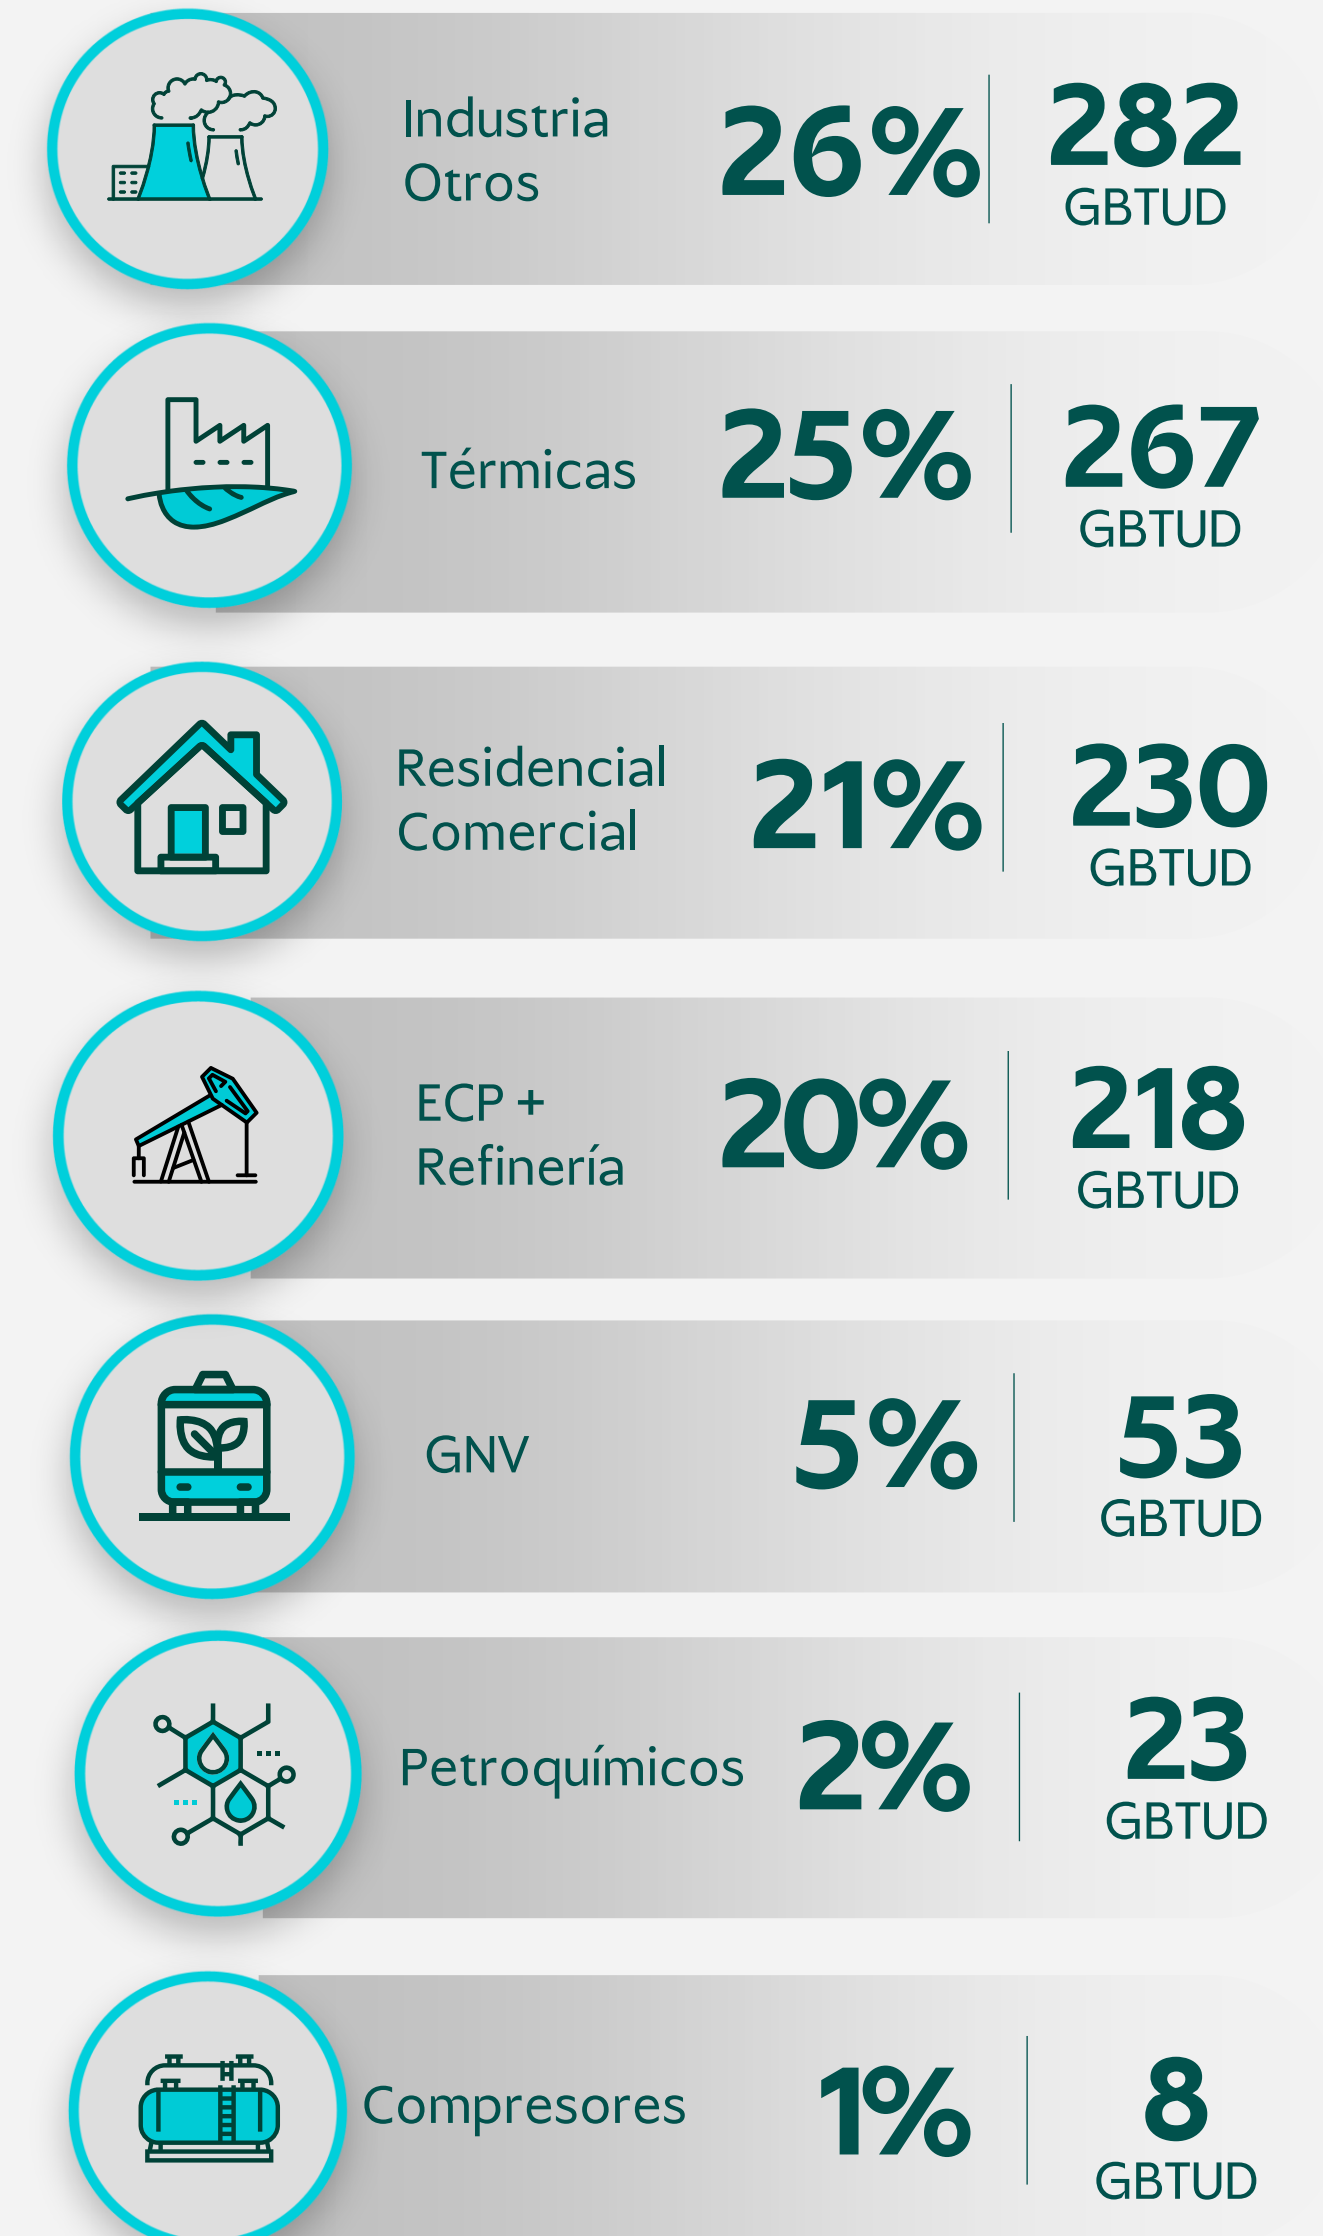 Industria
Otros
26%
282
GBTUD
Térmicas
25%
267
GBTUD
Residencial
Comercial
21%
230
GBTUD
ECP +
Refinería
20%
218
GBTUD
GNV
5%
53
GBTUD
Petroquímicos
2%
23
GBTUD
Compresores
1%
8
GBTUD